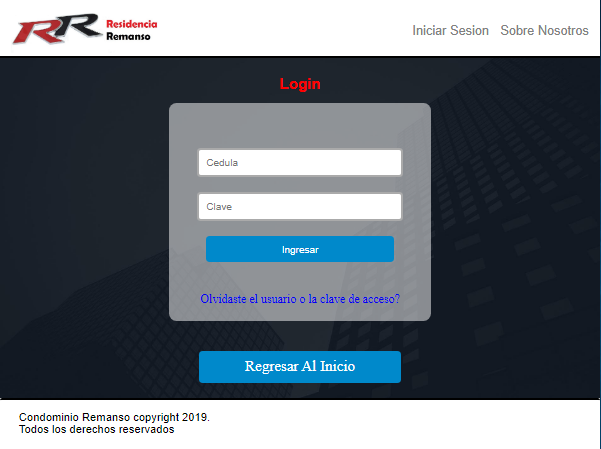 RR Residencia
Remanso
Iniciar Sesion Sobre Nosotros
Login
Cedula
Clave
Ingresar
Olvidaste el usuario o la clave de acceso?
Regresar Al Inicio
Condominio Remanso copyright 2019.
Todos los derechos reservados